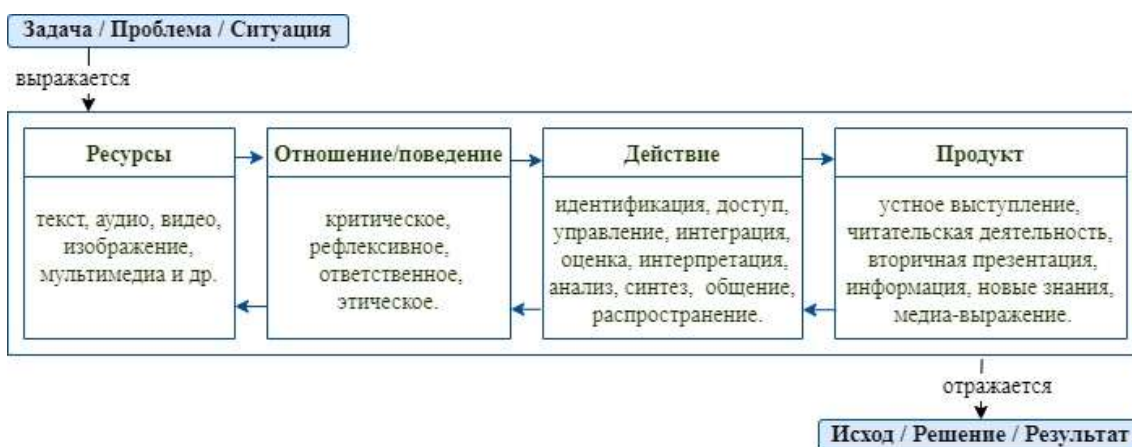 Задача / Проблема / Ситуация
выражается
Ресурсы
текст, аудио, видео,
изображение,
мультимедиа и др.
Отношение/поведение
критическое,
рефлексивное,
ответственное,
этическое.
Действие
идентификация, доступ,
управление, интеграция,
оценка, интерпретация,
анализ, синтез, общение,
распространение.
Продукт
устное выступление,
читательская деятельность,
вторичная презентация,
информация, новые знания,
медиа-выражение.
отражается
Исход / Решение / Результат